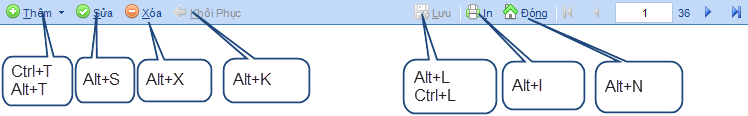 Thêm Sửa Xóa Khôi Phục Lưu In Đóng 1 36
Ctrl+T
Alt+T
Alt+S
Alt+X
Alt+K
Alt+L
Ctrl+L
Alt+I
Alt+N